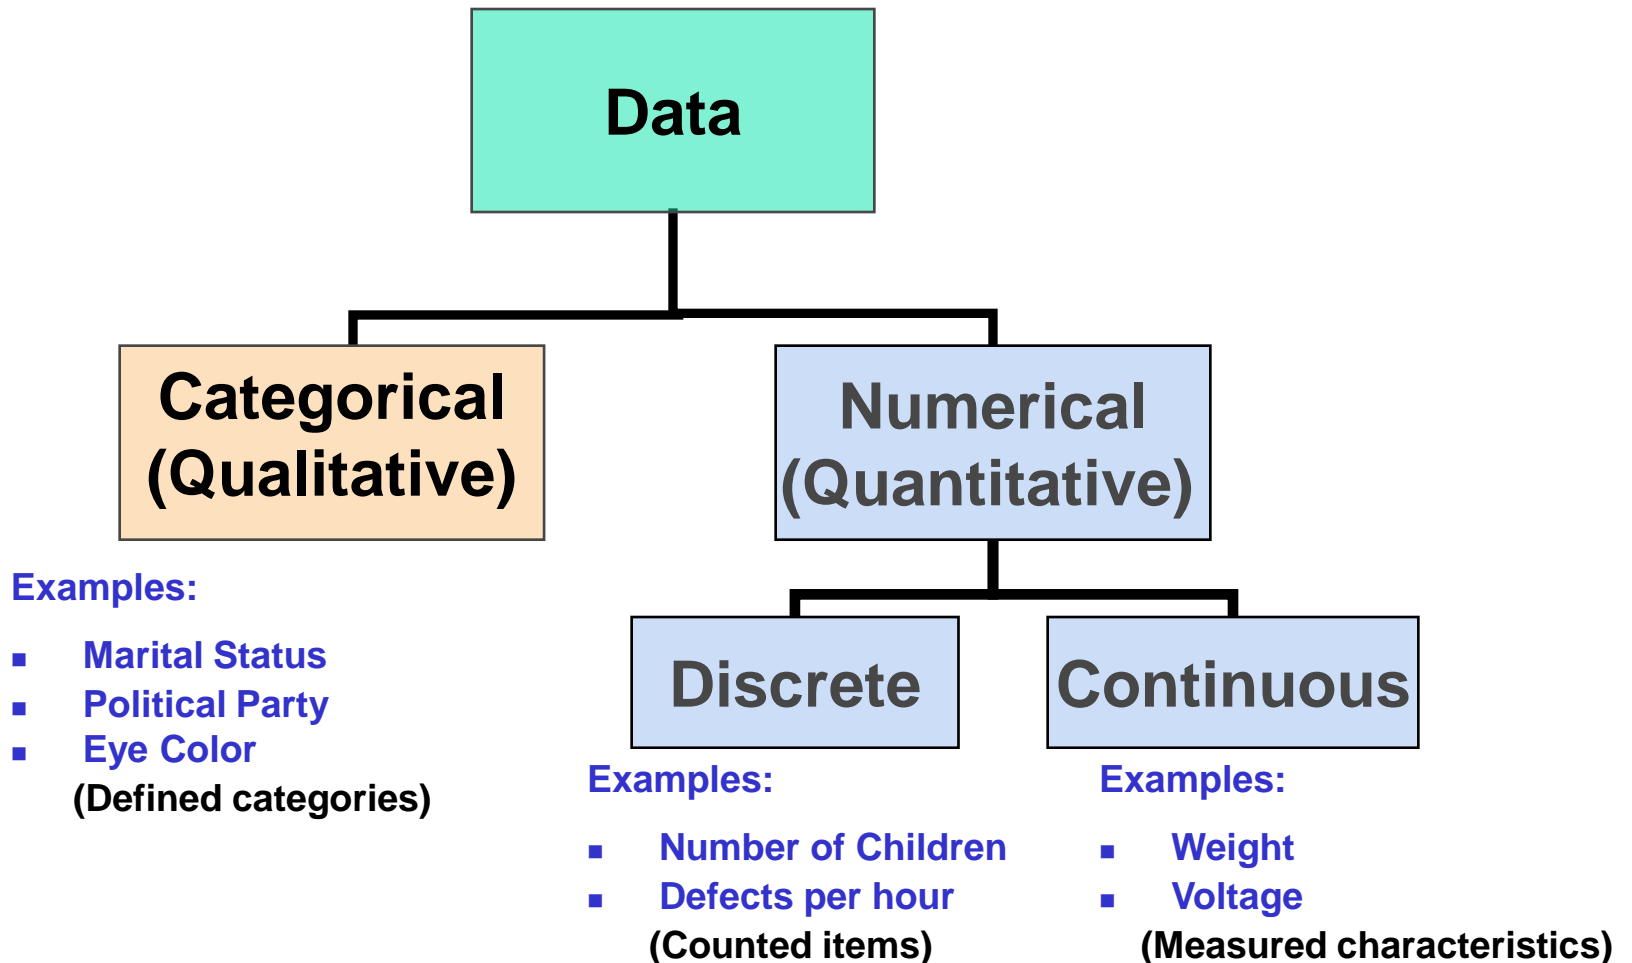 Data
Categorical
(Qualitative)
Numerical
(Quantitative)
Examples:
▪ Marital Status
▪ Political Party
▪ Eye Color
(Defined categories)
Discrete
Continuous
Examples:
▪ Number of Children
▪ Defects per hour
(Counted items)
Examples:
▪ Weight
▪ Voltage
(Measured characteristics)